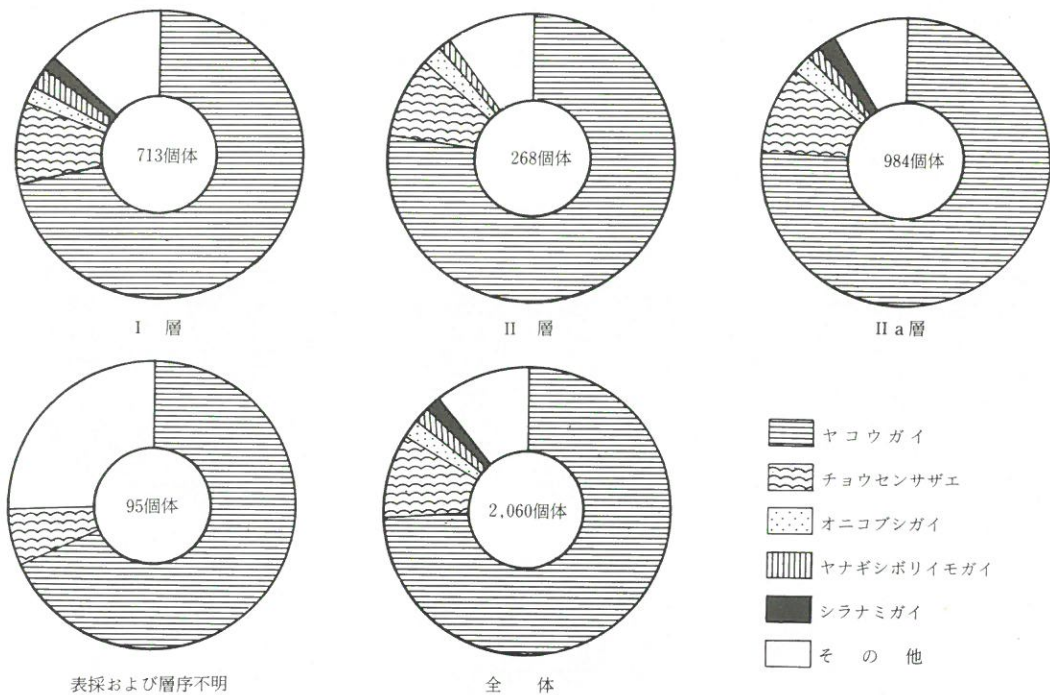 713個体
268個体
984個体
I 層
II 層
II a 層
95個体
2,060個体
表採および層序不明
全 体
ヤコウガイ
チョウセンサザエ
オニコブシガイ
ヤナギシボリイモガイ
シラナミガイ
そ の 他